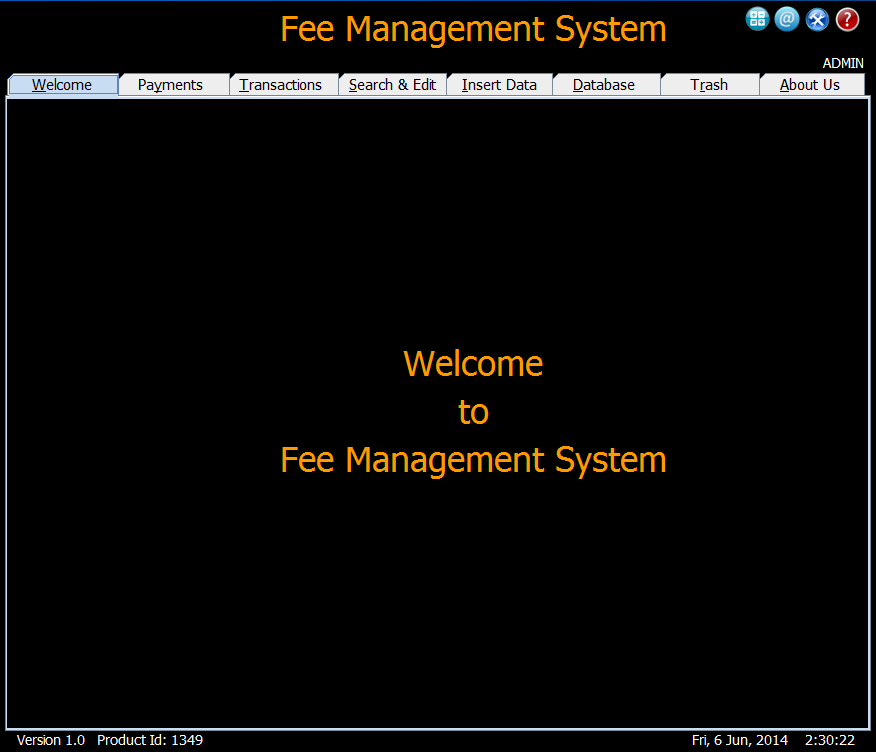 Fee Management System
@ ?
ADMIN
Welcome Payments Transactions Search & Edit Insert Data Database Trash About Us
Welcome
to
Fee Management System
Version 1.0 Product Id: 1349 Fri, 6 Jun, 2014 2:30:22